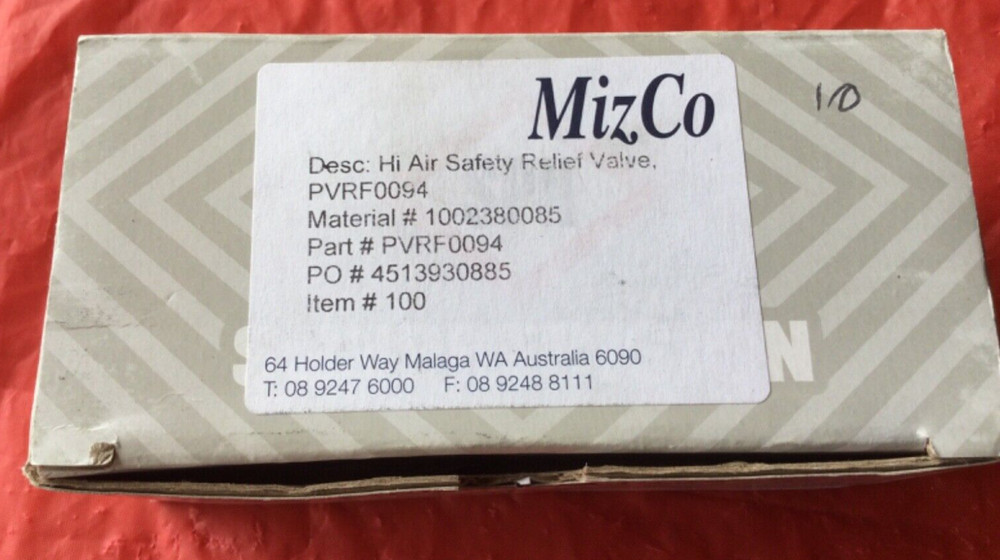 MizCo
10
Desc: Hi Air Safety Relief Valve,
PVRF0094
Material # 1002380085
Part # PVRF0094
PO # 4513930885
Item # 100
64 Holder Way Malaga WA Australia 6090
T: 08 9247 6000 F: 08 9248 8111